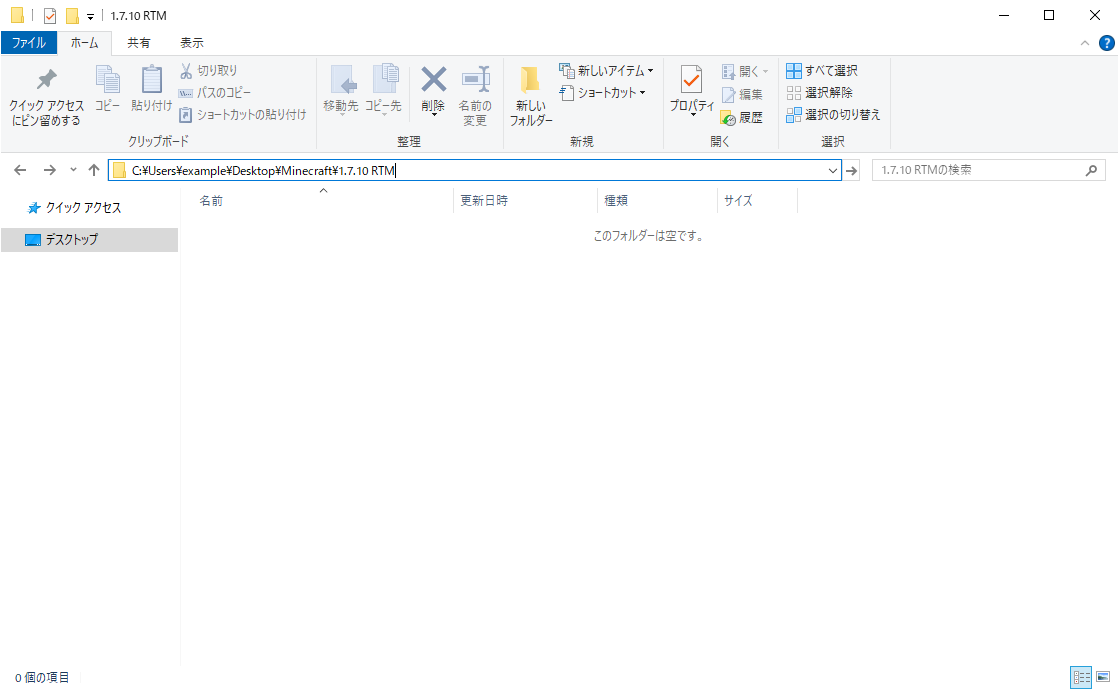 1.7.10 RTM
ファイル ホーム 共有 表示
クイック アクセス
にピン留めする
コピー
貼り付け
切り取り
パスのコピー
ショートカットの貼り付け
クリップボード
移動先
コピー先
削除
名前の
変更
整理
新しい
フォルダー
新しいアイテム
ショートカット
新規
プロパティ
開く
編集
履歴
開く
すべて選択
選択解除
選択の切り替え
選択
C:¥Users¥example¥Desktop¥Minecraft¥1.7.10 RTM
1.7.10 RTMの検索
クイック アクセス
デスクトップ
名前 更新日時 種類 サイズ
このフォルダーは空です。
0 個の項目